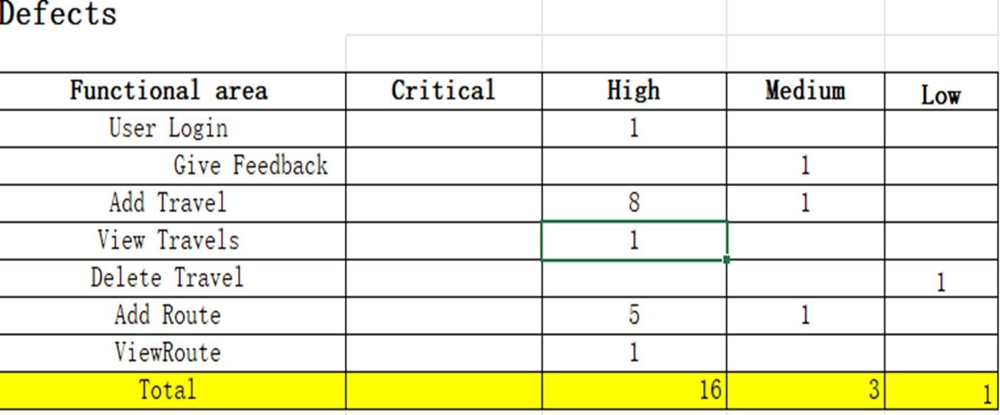 Defects
Functional area Critical High Medium Low
User Login 1
Give Feedback 1
Add Travel 8 1
View Travels 1
Delete Travel 1
Add Route 5 1
ViewRoute 1
Total 16 3 1